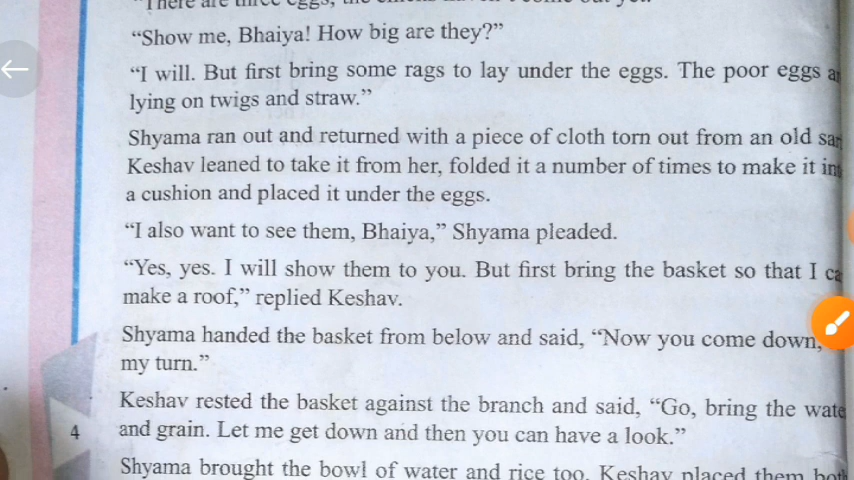 "There are three eggs, the
"Show me, Bhaiya! How big are they?"
"I will. But first bring some rags to lay under the eggs. The poor eggs
lying on twigs and straw."
Shyama ran out and returned with a piece of cloth torn out from an old
Keshav leaned to take it from her, folded it a number of times to make it
a cushion and placed it under the eggs.
"I also want to see them, Bhaiya," Shyama pleaded.
"Yes, yes. I will show them to you. But first bring the basket so that I
make a roof," replied Keshav.
Shyama handed the basket from below and said, "Now you come down,
my turn."
Keshav rested the basket against the branch and said, "Go, bring the
4 and grain. Let me get down and then you can have a look."
Shyama brought the bowl of water and rice too. Keshav placed them